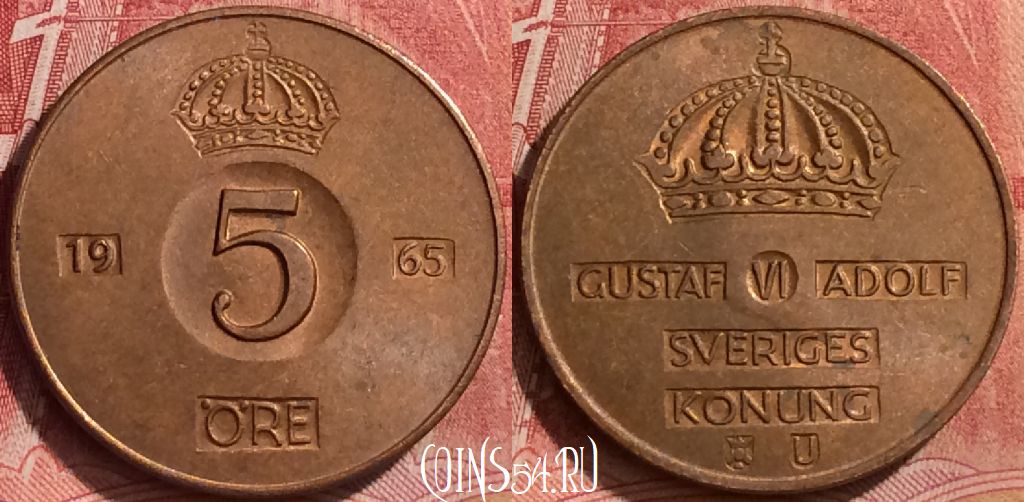 19 5 65
ÖRE
GUSTAF VI ADOLF
SVERIGES
KONUNG
U
COINS54.RU